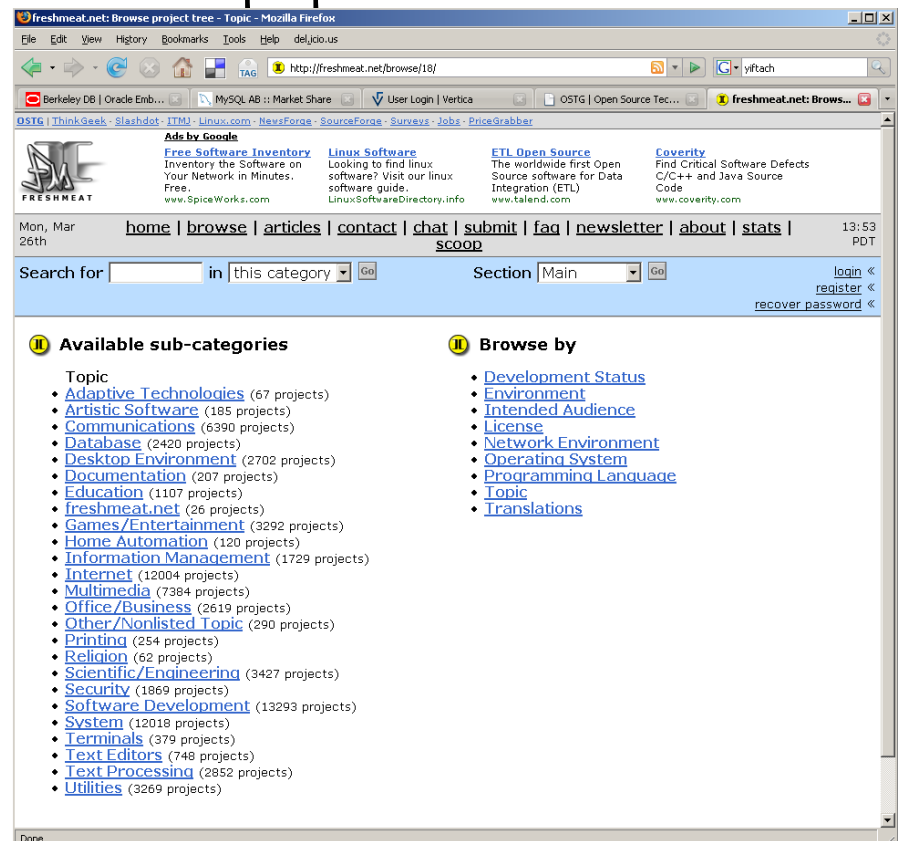 freshmeat.net: Browse project tree - Topic - Mozilla Firefox
File Edit View History Bookmarks Tools Help del.icio.us
TAG http://freshmeat.net/browse/18/ G yiftach
Berkeley DB | Oracle Emb... MySQL AB :: Market Share User Login | Vertica OSTG | Open Source Tec... freshmeat.net: Brows...
OSTG | ThinkGeek - Slashdot - ITMJ - Linux.com - NewsForge - SourceForge - Surveys - Jobs - PriceGrabber
FRESHMEAT
Ads by Google
Free Software Inventory
Inventory the Software on
Your Network in Minutes.
Free.
www.SpiceWorks.com
Linux Software
Looking to find linux
software? Visit our linux
software guide.
LinuxSoftwareDirectory.info
ETL Open Source
The worldwide first Open
Source software for Data
Integration (ETL)
www.talend.com
Coverity
Find Critical Software Defects
C/C++ and Java Source
Code
www.coverity.com
Mon, Mar
26th
home | browse | articles | contact | chat | submit | faq | newsletter | about | stats |
scoop
13:53
PDT
Search for in this category Go Section Main Go
login «
register «
recover password «
Available sub-categories
Topic
• Adaptive Technologies (67 projects)
• Artistic Software (185 projects)
• Communications (6390 projects)
• Database (2420 projects)
• Desktop Environment (2702 projects)
• Documentation (207 projects)
• Education (1107 projects)
• freshmeat.net (26 projects)
• Games/Entertainment (3292 projects)
• Home Automation (120 projects)
• Information Management (1729 projects)
• Internet (12004 projects)
• Multimedia (7384 projects)
• Office/Business (2619 projects)
• Other/Nonlisted Topic (290 projects)
• Printing (254 projects)
• Religion (62 projects)
• Scientific/Engineering (3427 projects)
• Security (1869 projects)
• Software Development (13293 projects)
• System (12018 projects)
• Terminals (379 projects)
• Text Editors (748 projects)
• Text Processing (2852 projects)
• Utilities (3269 projects)
Browse by
• Development Status
• Environment
• Intended Audience
• License
• Network Environment
• Operating System
• Programming Language
• Topic
• Translations
Done